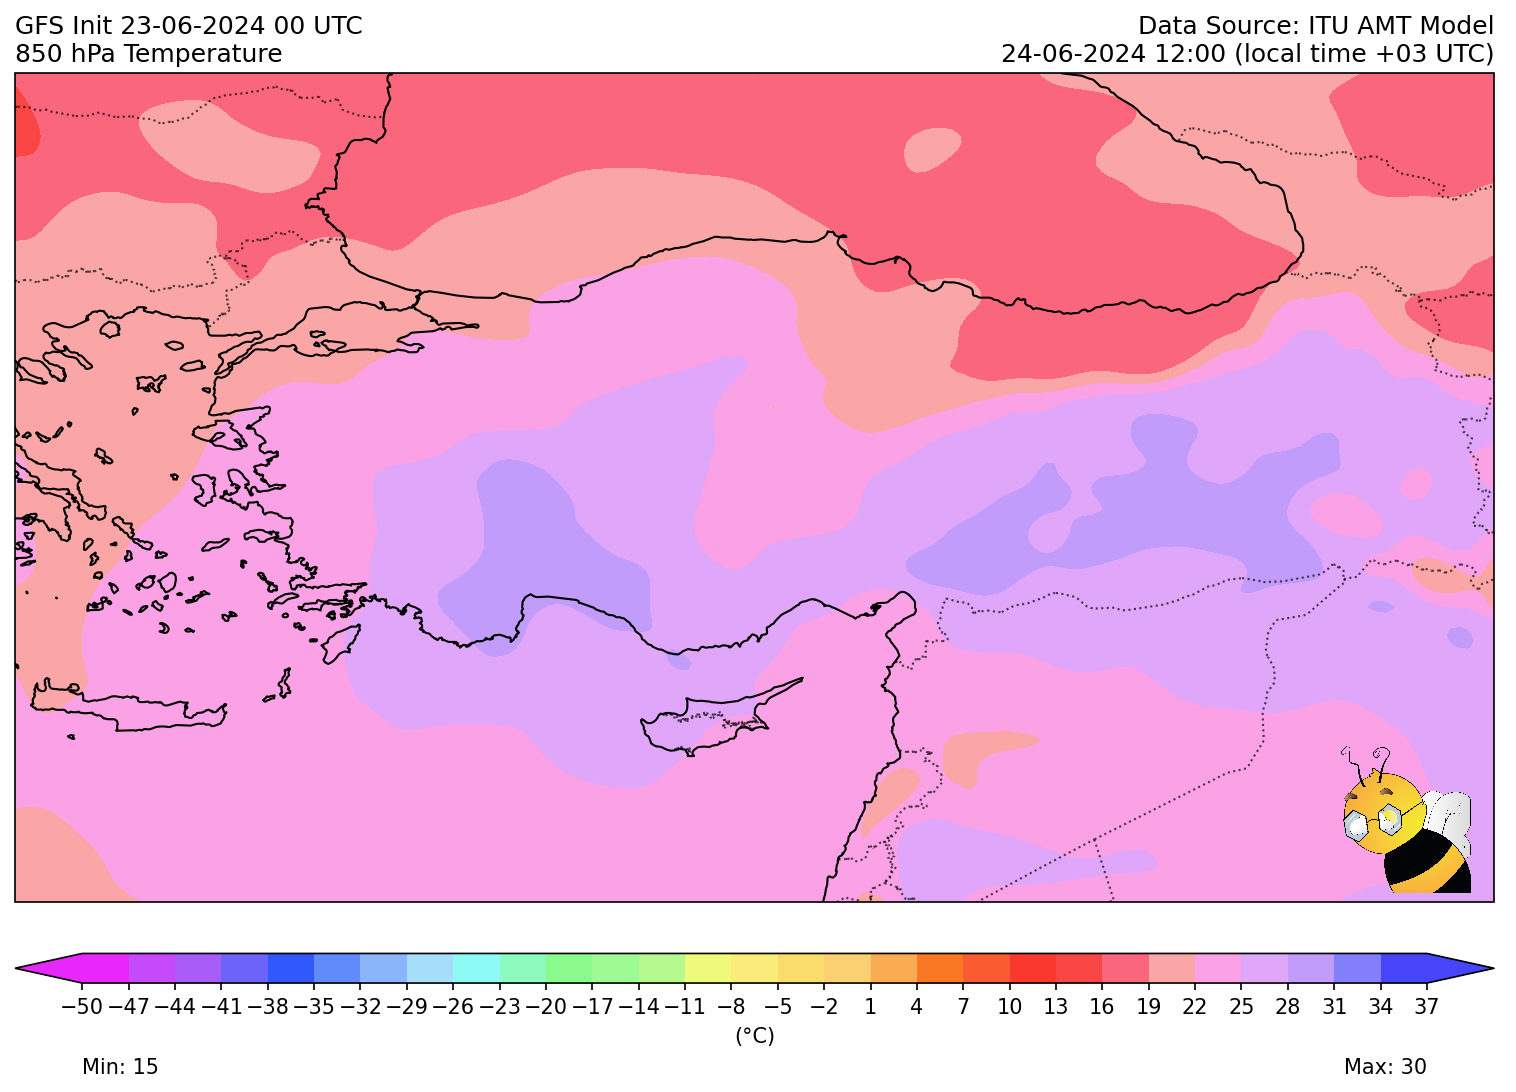 GFS Init 23-06-2024 00 UTC
Data Source: ITU AMT Model
850 hPa Temperature
24-06-2024 12:00 (local time +03 UTC)
−50 −47 −44 −41 −38 −35 −32 −29 −26 −23 −20 −17 −14 −11 −8 −5 −2 1 4 7 10 13 16 19 22 25 28 31 34 37
(°C)
Min: 15
Max: 30